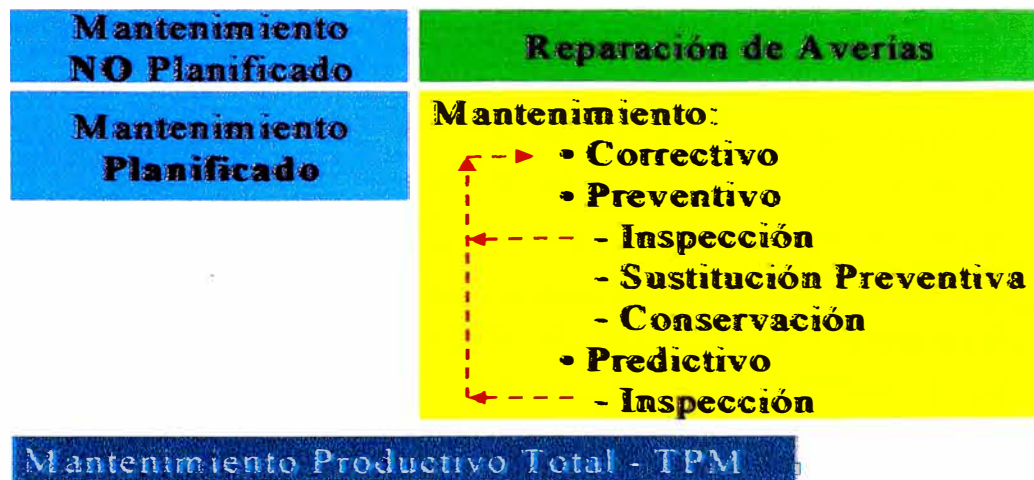 Mantenimiento
NO Planificado
Reparación de Averías
Mantenimiento
Planificado
Mantenimiento:
• Correctivo
• Preventivo
- Inspección
- Sustitución Preventiva
- Conservación
• Predictivo
- Inspección
Mantenimiento Productivo Total - TPM